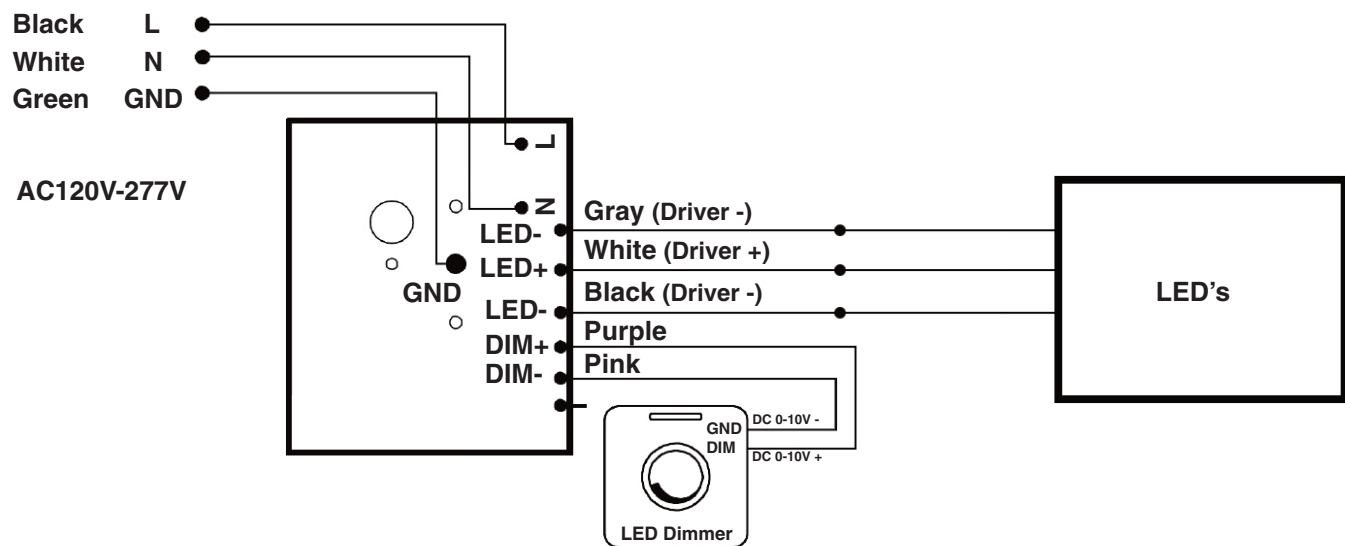 Black L
White N
Green GND
AC120V-277V
L
N
GND
LED-
LED+
LED-
DIM+
DIM-
Gray (Driver -)
White (Driver +)
Black (Driver -)
Purple
Pink
LED's
GND
DIM
DC 0-10V -
DC 0-10V +
LED Dimmer